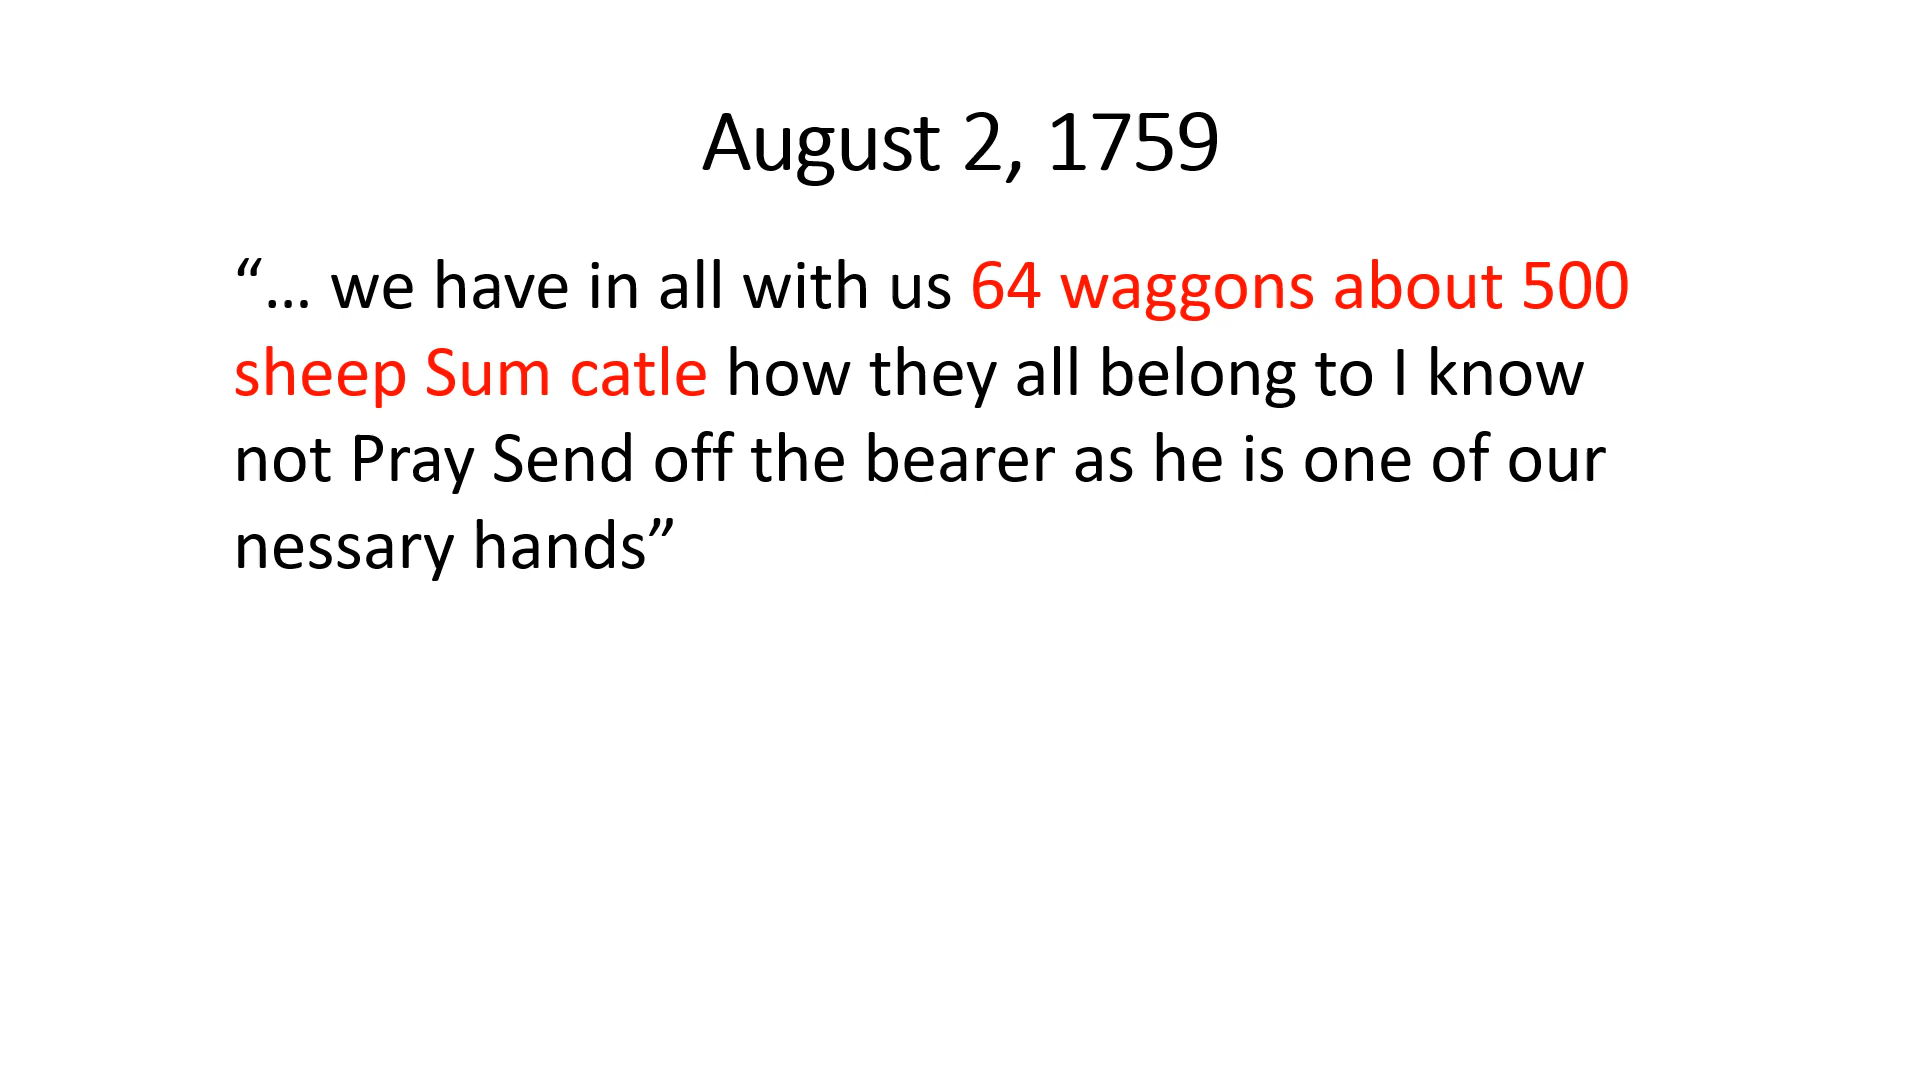 August 2, 1759
“… we have in all with us 64 waggons about 500
sheep Sum catle how they all belong to I know
not Pray Send off the bearer as he is one of our
nessary hands”